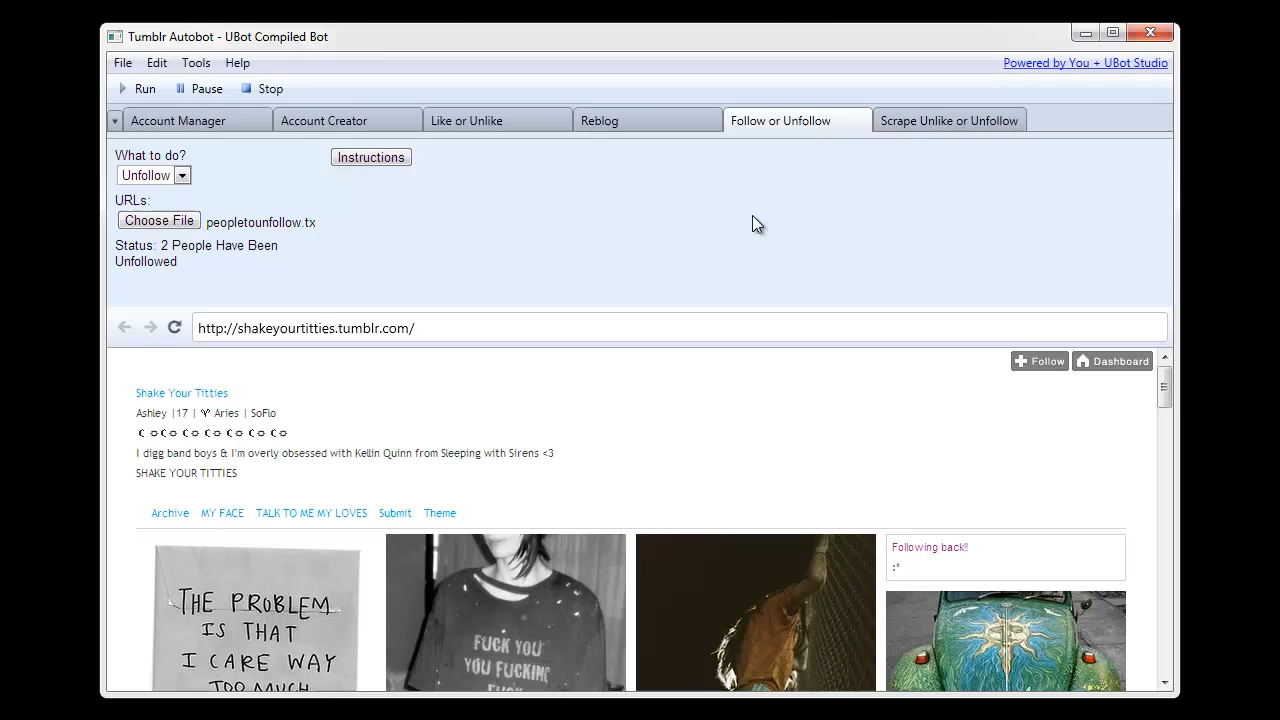 Tumblr Autobot - UBot Compiled Bot
File Edit Tools Help
Powered by You + UBot Studio
Run Pause Stop
Account Manager Account Creator Like or Unlike Reblog Follow or Unfollow Scrape Unlike or Unfollow
What to do?
Instructions
Unfollow
URLs:
Choose File peopletounfollow.tx
Status: 2 People Have Been
Unfollowed
http://shakeyourtitties.tumblr.com/
Follow Dashboard
Shake Your Titties
Ashley |17 | ♈ Aries | SoFlo
I digg band boys & I'm overly obsessed with Kellin Quinn from Sleeping with Sirens <3
SHAKE YOUR TITTIES
Archive MY FACE TALK TO ME MY LOVES Submit Theme
THE PROBLEM
IS THAT
I CARE WAY
TOO MUCH
FUCK YOU
YOU FUCKING
FUCK
Following back!!
:*